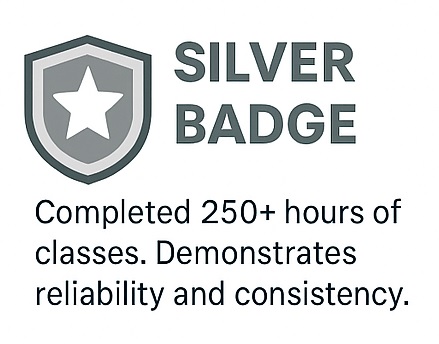 SILVER
BADGE
Completed 250+ hours of
classes. Demonstrates
reliability and consistency.